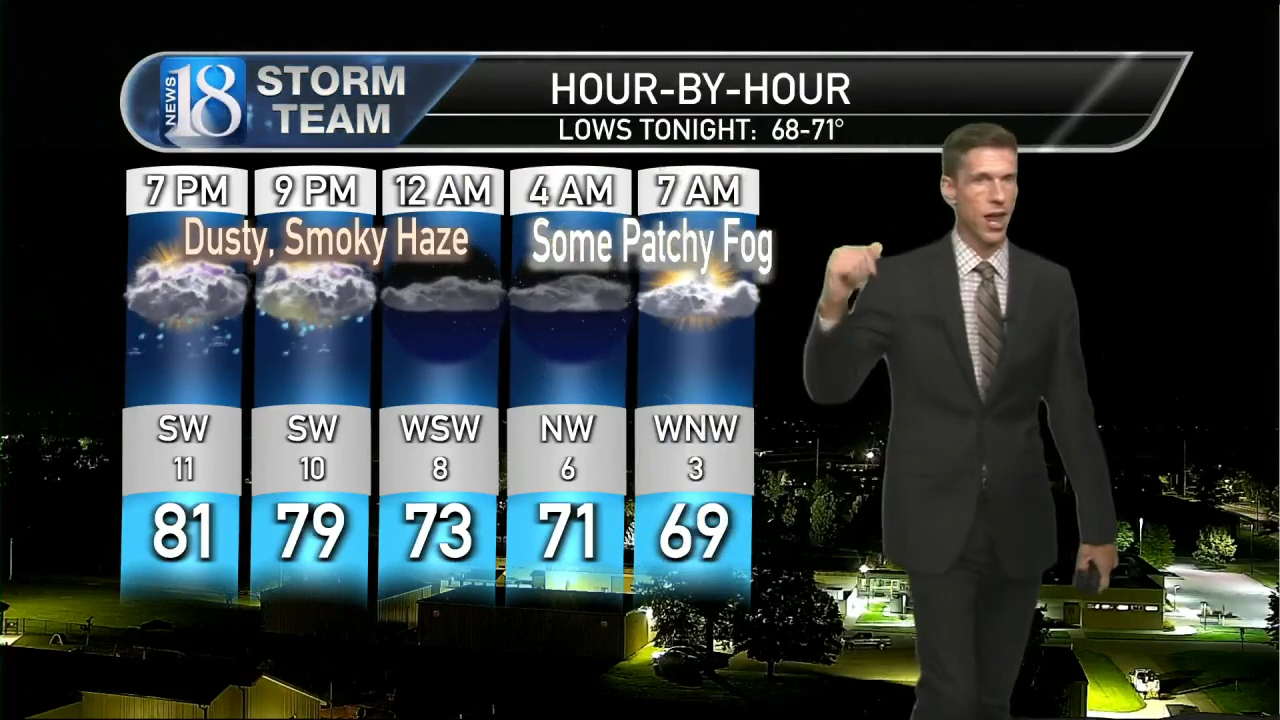 NEWS 18
STORM
TEAM
HOUR-BY-HOUR
LOWS TONIGHT: 68-71°
7 PM 9 PM 12 AM 4 AM 7 AM
Dusty, Smoky Haze Some Patchy Fog
SW SW WSW NW WNW
11 10 8 6 3
81 79 73 71 69